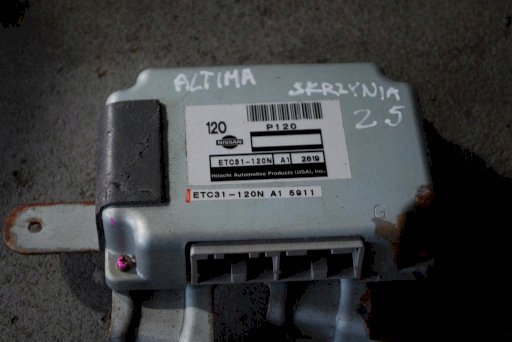 ALTIMA SKRZYNIA
2.5
120
P120
NISSAN
ETC31-120N A1 2819
Hitachi Automotive Products (USA), Inc.
ETC31-120N A1 5911
G